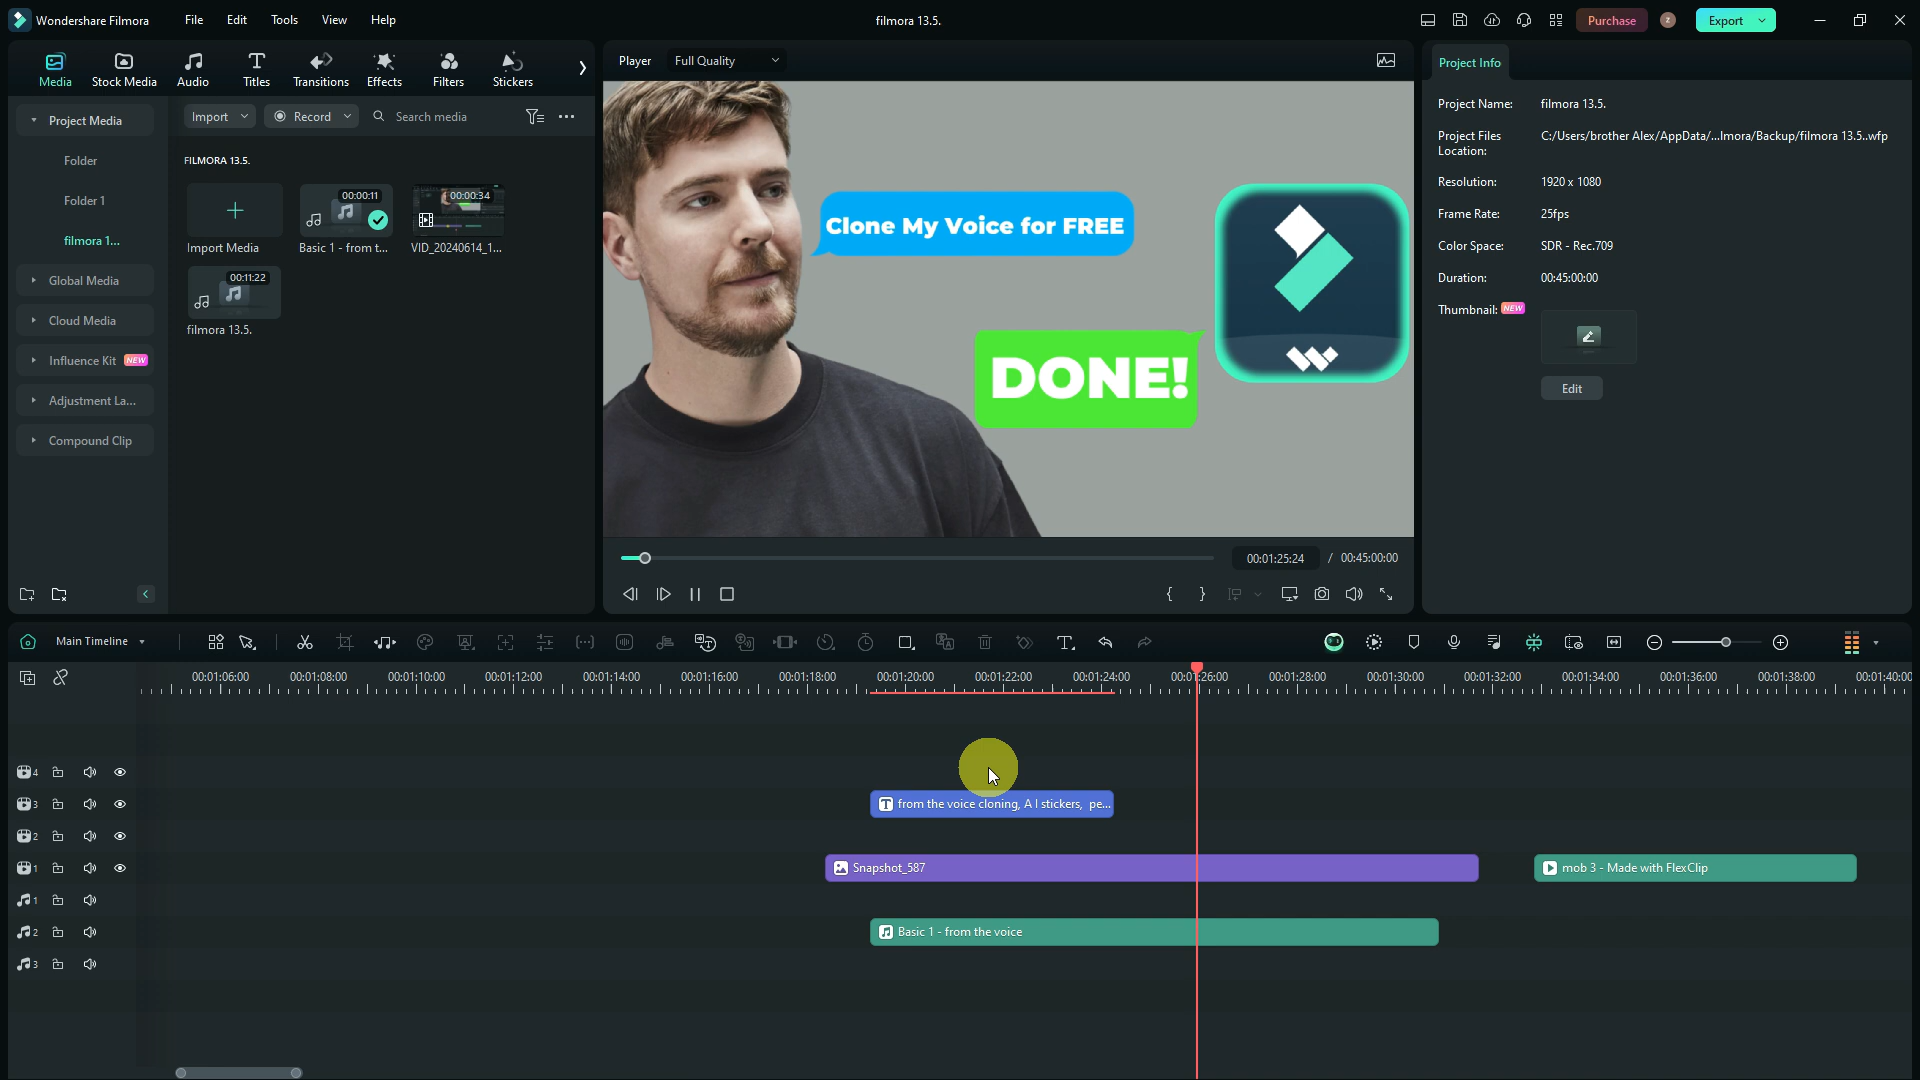 Wondershare Filmora
File
Edit
Tools
View
Help
filmora 13.5.
Purchase
z
Export
Media
Stock Media
Audio
Titles
Transitions
Effects
Filters
Stickers
Player
Full Quality
Project Info
Project Media
Folder
Folder 1
filmora 1...
Global Media
Cloud Media
Influence Kit NEW
Adjustment La...
Compound Clip
Import
Record
Search media
FILMORA 13.5.
Import Media
00:00:11
Basic 1 - from t...
00:00:34
VID_20240614_1...
00:11:22
filmora 13.5.
Clone My Voice for FREE
DONE!
00:01:25:24 / 00:45:00:00
Project Name: filmora 13.5.
Project Files Location: C:/Users/brother Alex/AppData/...lmora/Backup/filmora 13.5..wfp
Resolution: 1920 x 1080
Frame Rate: 25fps
Color Space: SDR - Rec.709
Duration: 00:45:00:00
Thumbnail: NEW
Edit
Main Timeline
00:01:06:00 00:01:08:00 00:01:10:00 00:01:12:00 00:01:14:00 00:01:16:00 00:01:18:00 00:01:20:00 00:01:22:00 00:01:24:00 00:01:26:00 00:01:28:00 00:01:30:00 00:01:32:00 00:01:34:00 00:01:36:00 00:01:38:00 00:01:40:00
4
3
from the voice cloning, A I stickers, pe...
2
1
Snapshot_587
mob 3 - Made with FlexClip
1
2
Basic 1 - from the voice
3